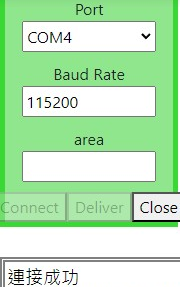 Port
COM4
Baud Rate
115200
area
Connect Deliver Close
連接成功